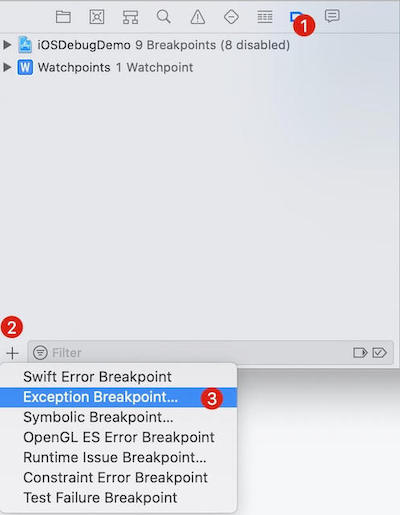 1
iOSDebugDemo 9 Breakpoints (8 disabled)
W Watchpoints 1 Watchpoint
2
+ Filter
Swift Error Breakpoint
Exception Breakpoint... 3
Symbolic Breakpoint...
OpenGL ES Error Breakpoint
Runtime Issue Breakpoint...
Constraint Error Breakpoint
Test Failure Breakpoint